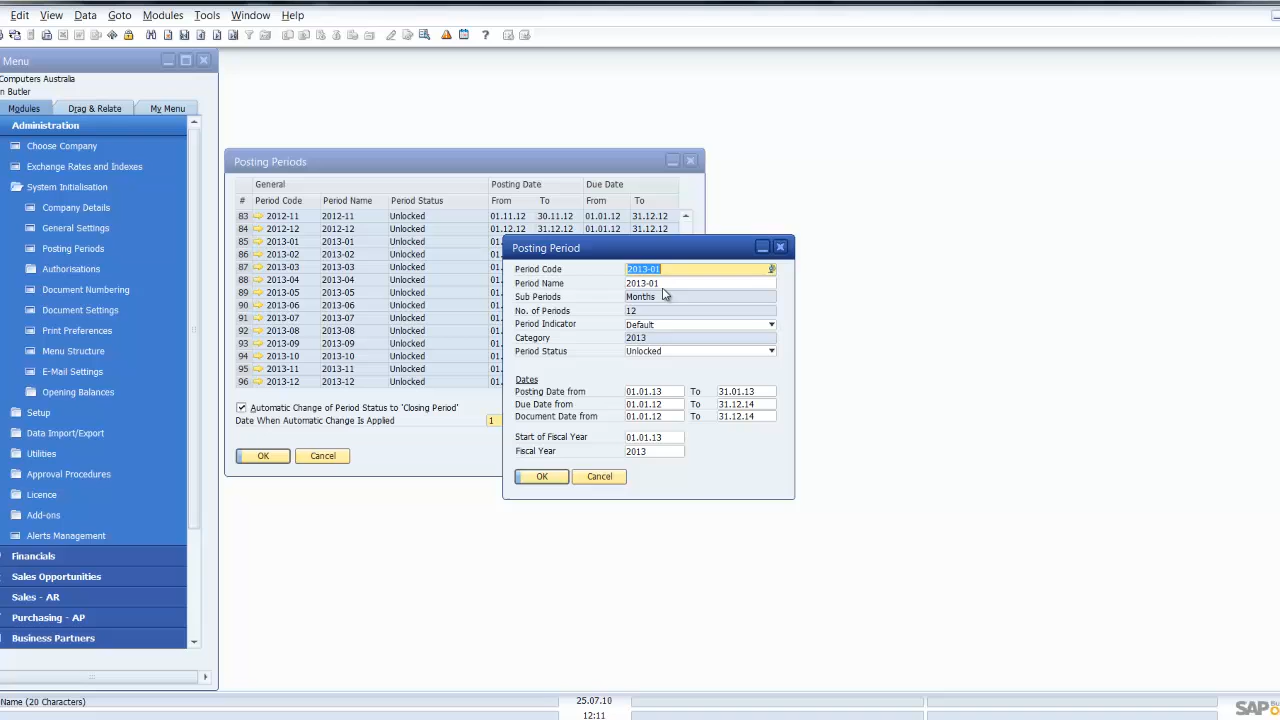 Edit View Data Goto Modules Tools Window Help
Menu
Computers Australia
n Butler
Modules Drag & Relate My Menu
Administration
Choose Company
Exchange Rates and Indexes
System Initialisation
Company Details
General Settings
Posting Periods
Authorisations
Document Numbering
Document Settings
Print Preferences
Menu Structure
E-Mail Settings
Opening Balances
Setup
Data Import/Export
Utilities
Approval Procedures
Licence
Add-ons
Alerts Management
Financials
Sales Opportunities
Sales - AR
Purchasing - AP
Business Partners
Posting Periods
General Posting Date Due Date
# Period Code Period Name Period Status From To From To
83 2012-11 2012-11 Unlocked 01.11.12 30.11.12 01.01.12 31.12.12
84 2012-12 2012-12 Unlocked 01.12.12 31.12.12 01.01.12 31.12.12
85 2013-01 2013-01 Unlocked 01.
86 2013-02 2013-02 Unlocked 01.
87 2013-03 2013-03 Unlocked 01.
88 2013-04 2013-04 Unlocked 01.
89 2013-05 2013-05 Unlocked 01.
90 2013-06 2013-06 Unlocked 01.
91 2013-07 2013-07 Unlocked 01.
92 2013-08 2013-08 Unlocked 01.
93 2013-09 2013-09 Unlocked 01.
94 2013-10 2013-10 Unlocked 01.
95 2013-11 2013-11 Unlocked 01.
96 2013-12 2013-12 Unlocked 01.
Automatic Change of Period Status to 'Closing Period'
Date When Automatic Change Is Applied 1
OK Cancel
Posting Period
Period Code 2013-01
Period Name 2013-01
Sub Periods Months
No. of Periods 12
Period Indicator Default
Category 2013
Period Status Unlocked
Dates
Posting Date from 01.01.13 To 31.01.13
Due Date from 01.01.12 To 31.12.14
Document Date from 01.01.12 To 31.12.14
Start of Fiscal Year 01.01.13
Fiscal Year 2013
OK Cancel
Name (20 Characters) 25.07.10
12:11
SAP